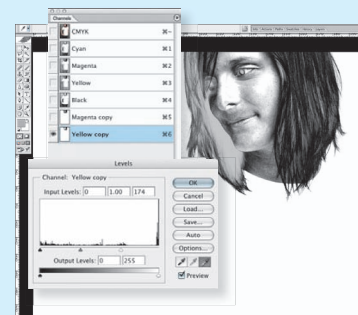 Channels
CMYK ⌘~
Cyan ⌘1
Magenta ⌘2
Yellow ⌘3
Black ⌘4
Magenta copy ⌘5
Yellow copy ⌘6
Levels
Channel: Yellow copy
Input Levels: 0 1.00 174
Output Levels: 0 255
OK
Cancel
Load...
Save...
Auto
Options...
Preview